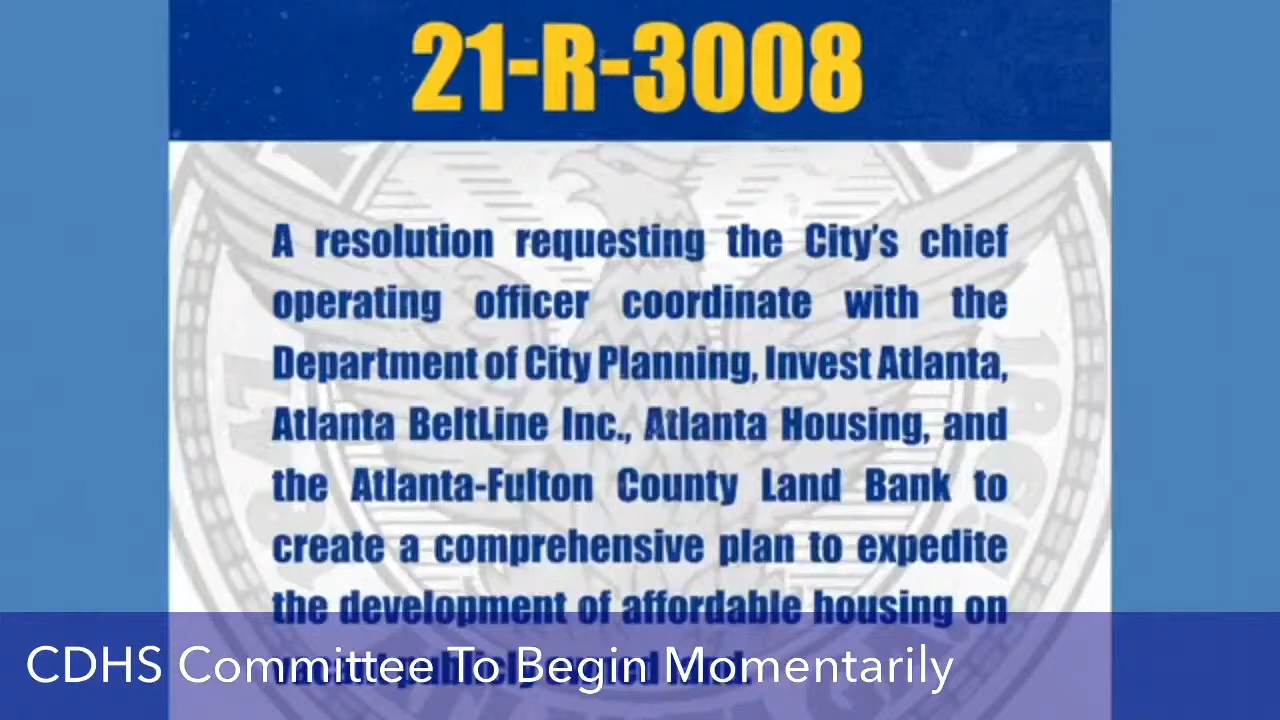 21-R-3008
A resolution requesting the City's chief
operating officer coordinate with the
Department of City Planning, Invest Atlanta,
Atlanta BeltLine Inc., Atlanta Housing, and
the Atlanta-Fulton County Land Bank to
create a comprehensive plan to expedite
the development of affordable housing on
publicly
CDHS Committee To Begin Momentarily